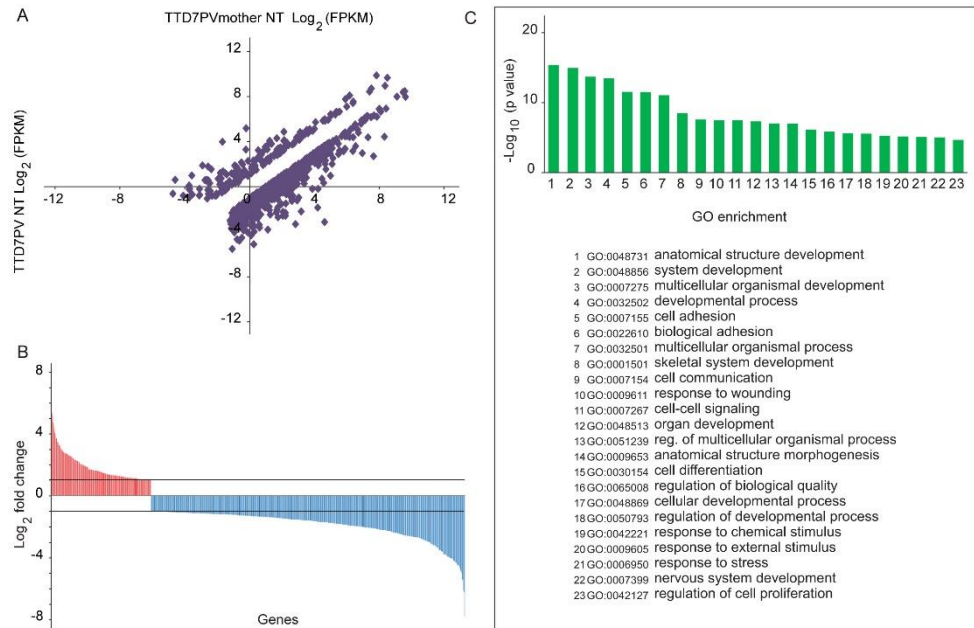 A
TTD7PVmother NT Log2 (FPKM)
TTD7PV NT Log2 (FPKM)
12
8
4
0
-4
-8
-12
-12
-8
-4
0
4
8
12
B
Log2 fold change
8
4
2
0
-2
-4
-8
Genes
C
-Log10 (p value)
20
10
0
1 2 3 4 5 6 7 8 9 10 11 12 13 14 15 16 17 18 19 20 21 22 23
GO enrichment
1 GO:0048731 anatomical structure development
2 GO:0048856 system development
3 GO:0007275 multicellular organismal development
4 GO:0032502 developmental process
5 GO:0007155 cell adhesion
6 GO:0022610 biological adhesion
7 GO:0032501 multicellular organismal process
8 GO:0001501 skeletal system development
9 GO:0007154 cell communication
10 GO:0009611 response to wounding
11 GO:0007267 cell-cell signaling
12 GO:0048513 organ development
13 GO:0051239 reg. of multicellular organismal process
14 GO:0009653 anatomical structure morphogenesis
15 GO:0030154 cell differentiation
16 GO:0065008 regulation of biological quality
17 GO:0048869 cellular developmental process
18 GO:0050793 regulation of developmental process
19 GO:0042221 response to chemical stimulus
20 GO:0009605 response to external stimulus
21 GO:0006950 response to stress
22 GO:0007399 nervous system development
23 GO:0042127 regulation of cell proliferation